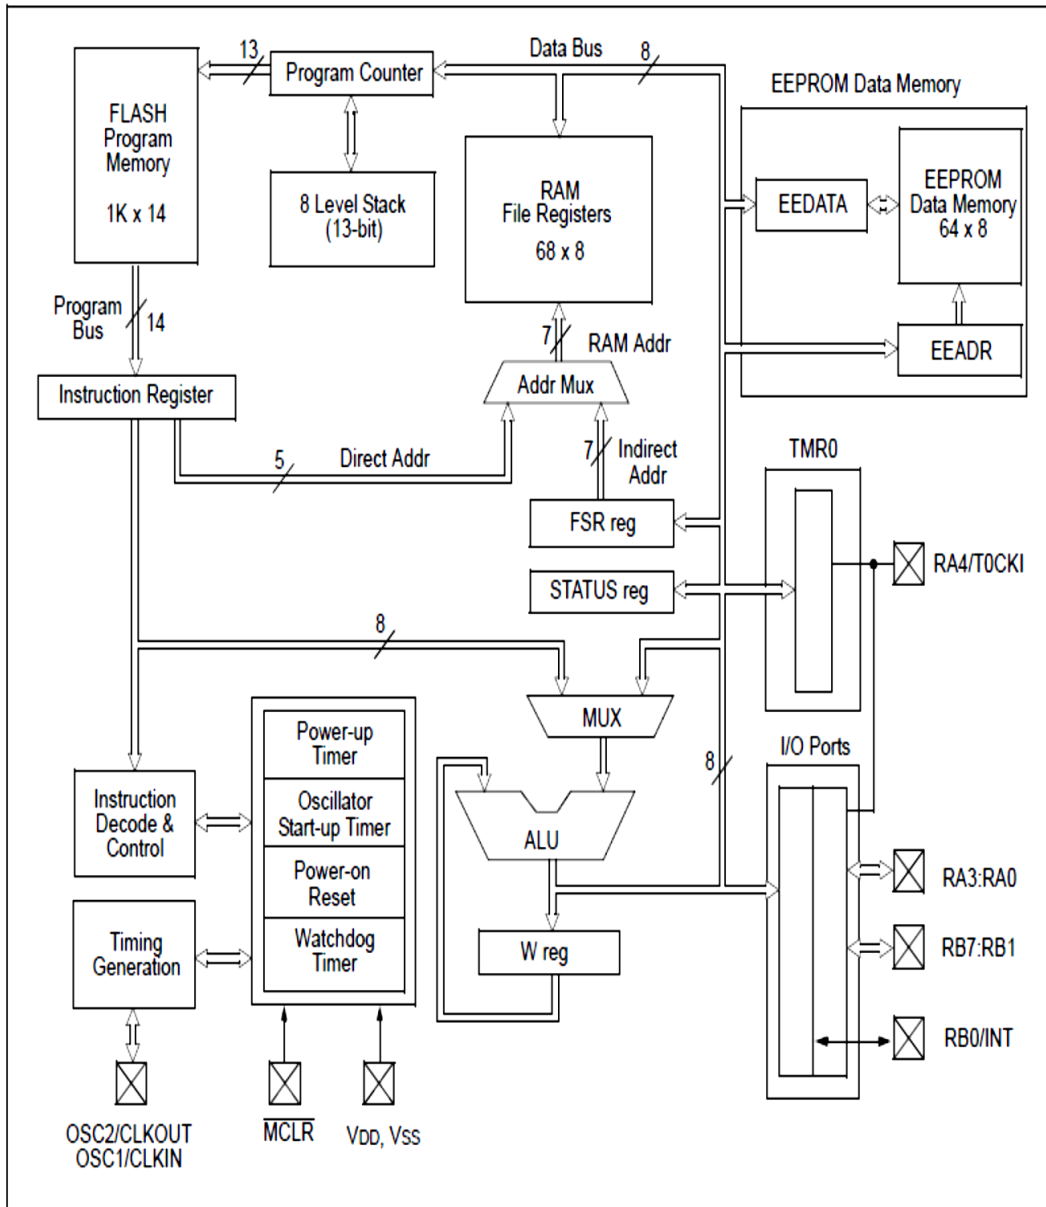 13
Program Counter
Data Bus
8
EEPROM Data Memory
FLASH
Program
Memory
1K x 14
8 Level Stack
(13-bit)
RAM
File Registers
68 x 8
EEDATA
EEPROM
Data Memory
64 x 8
EEADR
Program
Bus
14
7
RAM Addr
Addr Mux
Instruction Register
5
Direct Addr
7
Indirect
Addr
FSR reg
STATUS reg
TMR0
RA4/T0CKI
8
MUX
8
I/O Ports
Power-up
Timer
Oscillator
Start-up Timer
Power-on
Reset
Watchdog
Timer
Instruction
Decode &
Control
Timing
Generation
ALU
W reg
RA3:RA0
RB7:RB1
RB0/INT
OSC2/CLKOUT
OSC1/CLKIN
MCLR
VDD, VSS